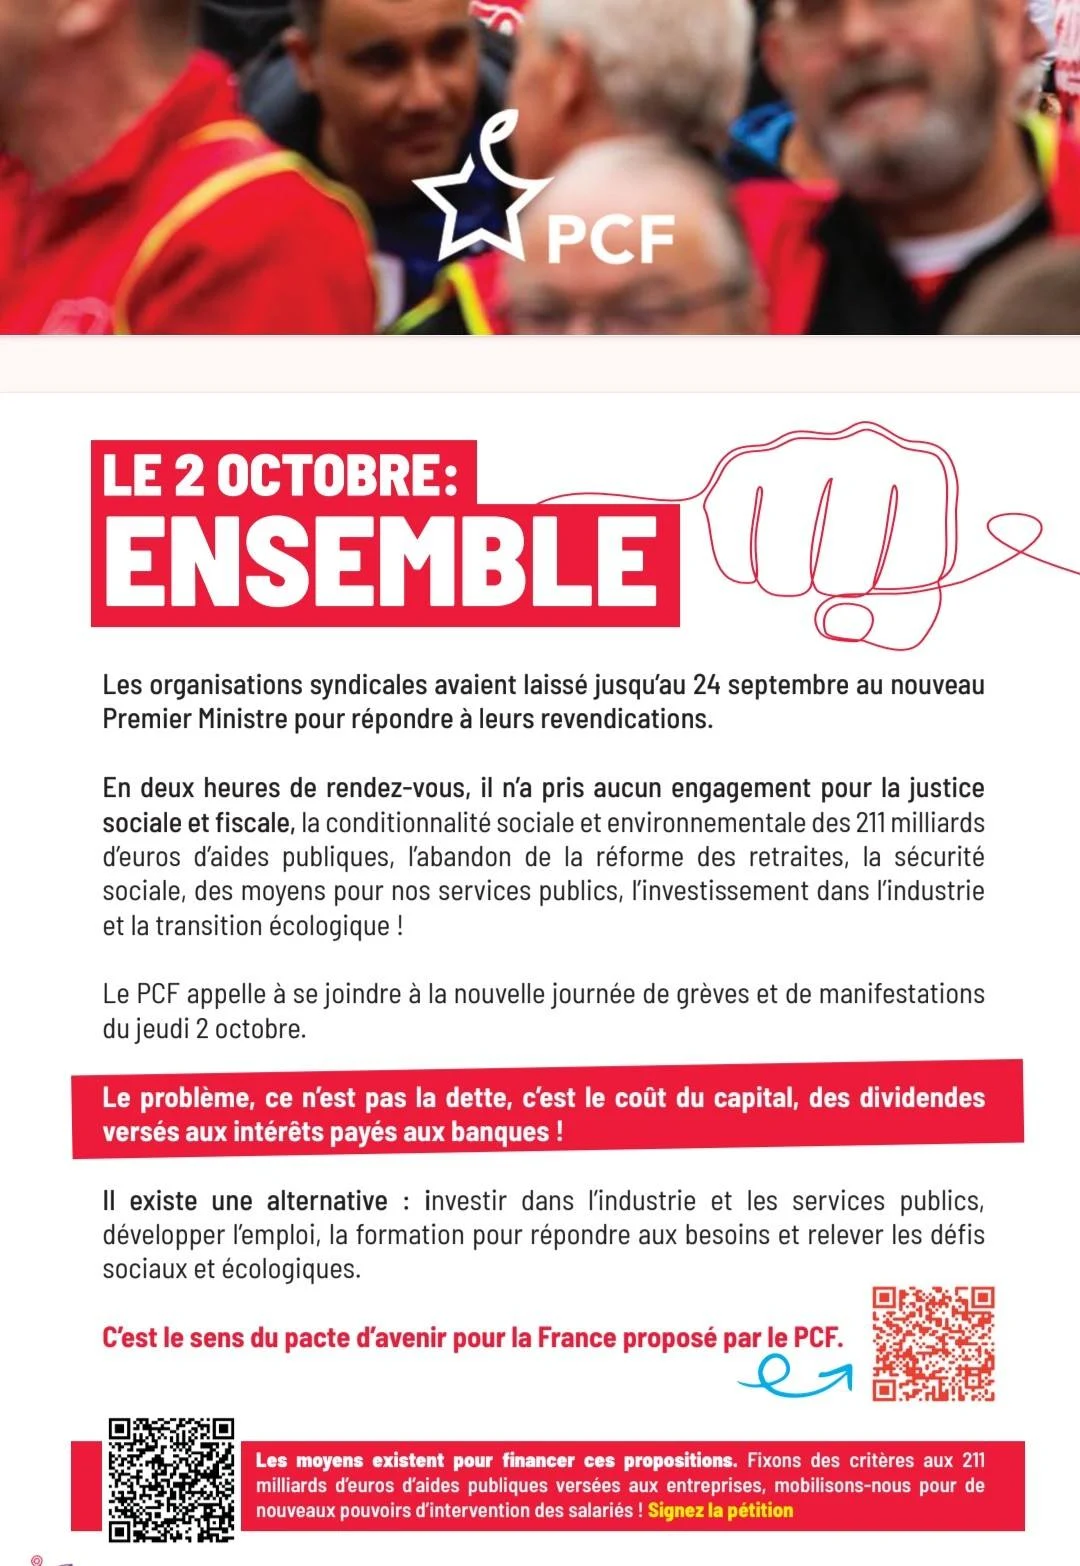 PCF
LE 2 OCTOBRE:
ENSEMBLE
Les organisations syndicales avaient laissé jusqu’au 24 septembre au nouveau
Premier Ministre pour répondre à leurs revendications.
En deux heures de rendez-vous, il n’a pris aucun engagement pour la justice
sociale et fiscale, la conditionnalité sociale et environnementale des 211 milliards
d’euros d’aides publiques, l’abandon de la réforme des retraites, la sécurité
sociale, des moyens pour nos services publics, l’investissement dans l’industrie
et la transition écologique !
Le PCF appelle à se joindre à la nouvelle journée de grèves et de manifestations
du jeudi 2 octobre.
Le problème, ce n’est pas la dette, c’est le coût du capital, des dividendes
versés aux intérêts payés aux banques !
Il existe une alternative : investir dans l’industrie et les services publics,
développer l’emploi, la formation pour répondre aux besoins et relever les défis
sociaux et écologiques.
C’est le sens du pacte d’avenir pour la France proposé par le PCF.
Les moyens existent pour financer ces propositions. Fixons des critères aux 211
milliards d’euros d’aides publiques versées aux entreprises, mobilisons-nous pour de
nouveaux pouvoirs d’intervention des salariés ! Signez la pétition